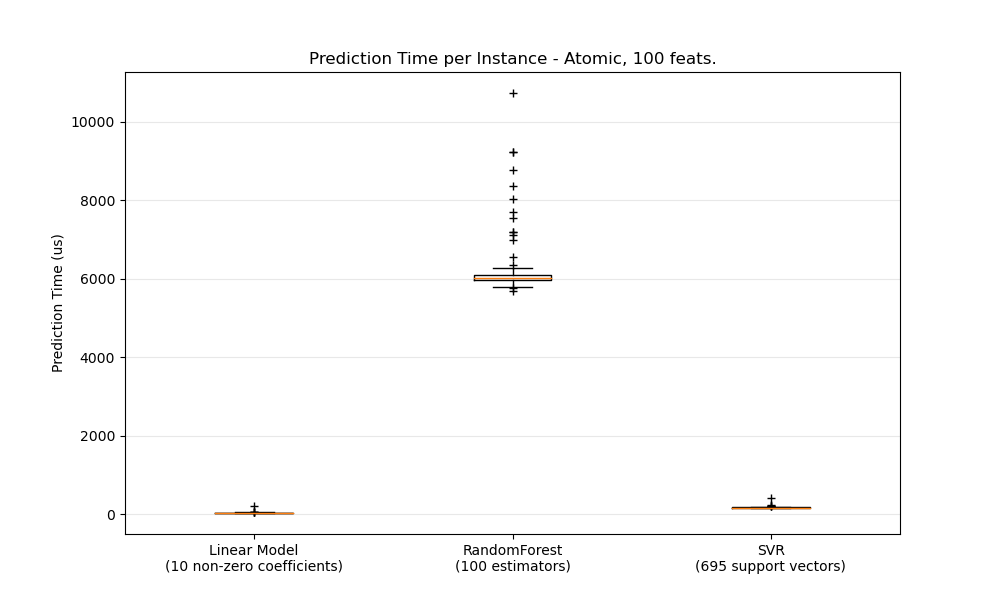 Prediction Time per Instance - Atomic, 100 feats.
Prediction Time (us)
10000
8000
6000
4000
2000
0
Linear Model
(10 non-zero coefficients)
RandomForest
(100 estimators)
SVR
(695 support vectors)